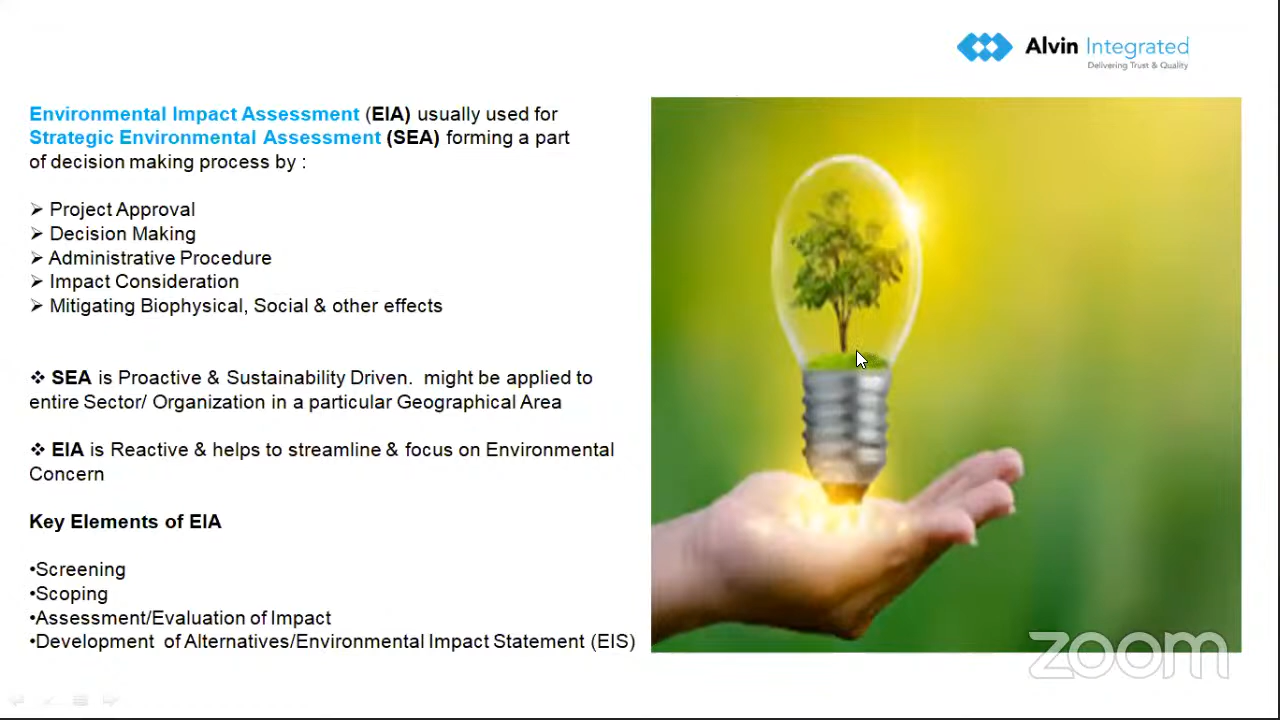 Alvin Integrated
Delivering Trust & Quality
Environmental Impact Assessment (EIA) usually used for
Strategic Environmental Assessment (SEA) forming a part
of decision making process by :
➢ Project Approval
➢ Decision Making
➢ Administrative Procedure
➢ Impact Consideration
➢ Mitigating Biophysical, Social & other effects
❖ SEA is Proactive & Sustainability Driven.  might be applied to
entire Sector/ Organization in a particular Geographical Area
❖ EIA is Reactive & helps to streamline & focus on Environmental
Concern
Key Elements of EIA
•Screening
•Scoping
•Assessment/Evaluation of Impact
•Development  of Alternatives/Environmental Impact Statement (EIS)
zoom